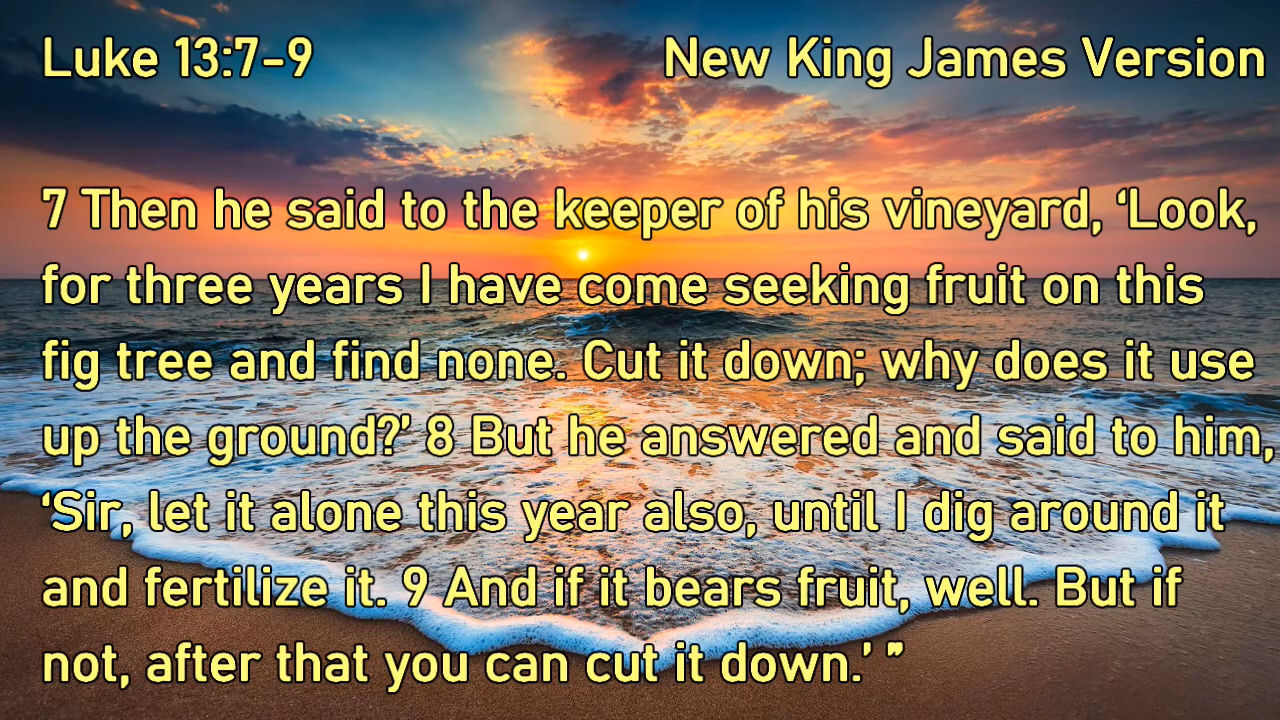 Luke 13:7-9 New King James Version
7 Then he said to the keeper of his vineyard, ‘Look,
for three years I have come seeking fruit on this
fig tree and find none. Cut it down; why does it use
up the ground?’ 8 But he answered and said to him,
‘Sir, let it alone this year also, until I dig around it
and fertilize it. 9 And if it bears fruit, well. But if
not, after that you can cut it down.’ ”